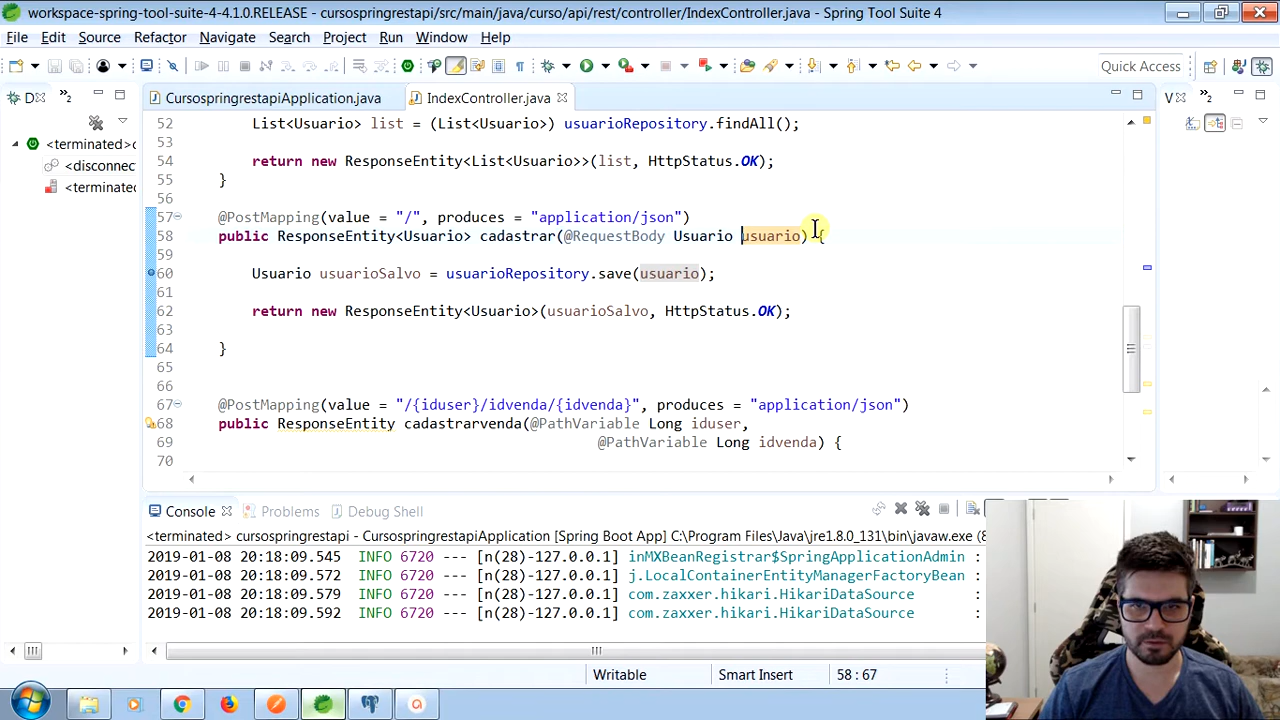 workspace-spring-tool-suite-4-4.1.0.RELEASE - cursospringrestapi/src/main/java/curso/api/rest/controller/IndexController.java - Spring Tool Suite 4
File Edit Source Refactor Navigate Search Project Run Window Help
Quick Access
D
2
CursospringrestapiApplication.java
IndexController.java
V
2
<terminated>c
<disconnec
<terminated
52 List<Usuario> list = (List<Usuario>) usuarioRepository.findAll();
53
54 return new ResponseEntity<List<Usuario>>(list, HttpStatus.OK);
55 }
56
57 @PostMapping(value = "/", produces = "application/json")
58 public ResponseEntity<Usuario> cadastrar(@RequestBody Usuario usuario) {
59
60 Usuario usuarioSalvo = usuarioRepository.save(usuario);
61
62 return new ResponseEntity<Usuario>(usuarioSalvo, HttpStatus.OK);
63
64 }
65
66
67 @PostMapping(value = "/{iduser}/idvenda/{idvenda}", produces = "application/json")
68 public ResponseEntity cadastrarvenda(@PathVariable Long iduser,
69 @PathVariable Long idvenda) {
70
Console Problems Debug Shell
<terminated> cursospringrestapi - CursospringrestapiApplication [Spring Boot App] C:\Program Files\Java\jre1.8.0_131\bin\javaw.exe (8
2019-01-08 20:18:09.545 INFO 6720 --- [n(28)-127.0.0.1] inMXBeanRegistrar$SpringApplicationAdmin :
2019-01-08 20:18:09.572 INFO 6720 --- [n(28)-127.0.0.1] j.LocalContainerEntityManagerFactoryBean :
2019-01-08 20:18:09.579 INFO 6720 --- [n(28)-127.0.0.1] com.zaxxer.hikari.HikariDataSource :
2019-01-08 20:18:09.592 INFO 6720 --- [n(28)-127.0.0.1] com.zaxxer.hikari.HikariDataSource :
Writable Smart Insert 58 : 67